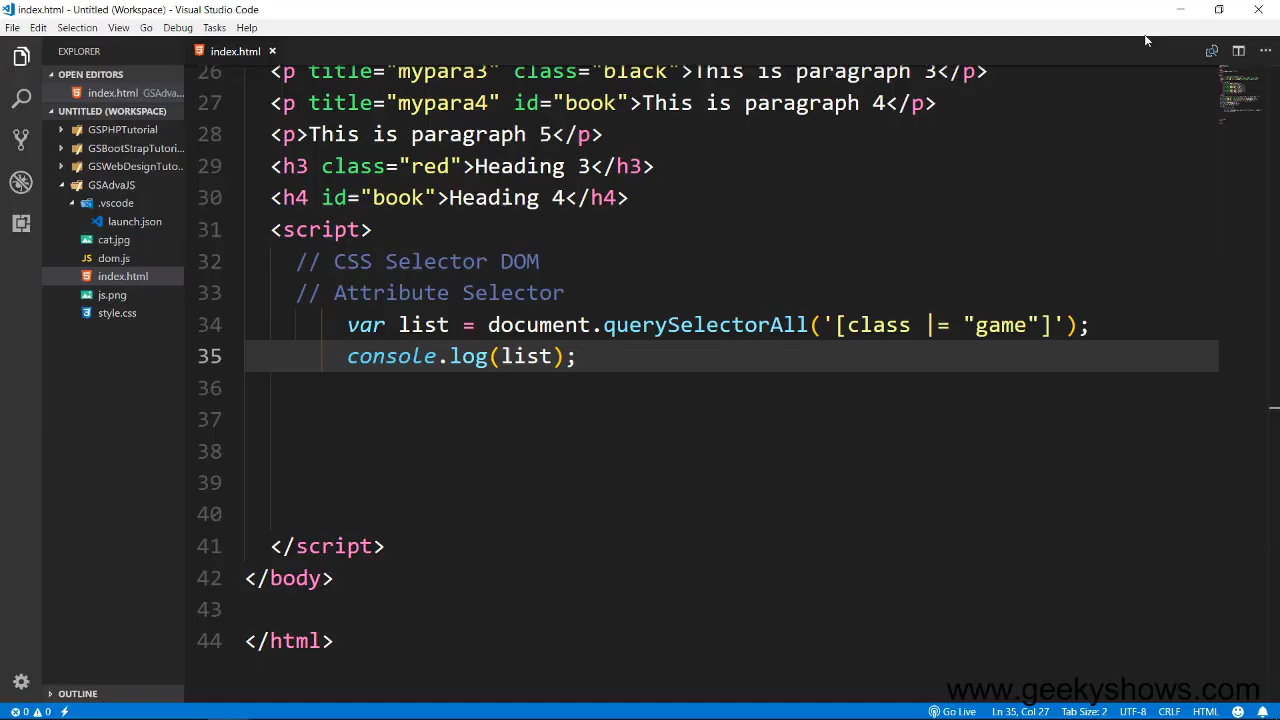 index.html - Untitled (Workspace) - Visual Studio Code
File Edit Selection View Go Debug Tasks Help
EXPLORER
index.html
OPEN EDITORS
index.html GSAdva...
UNTITLED (WORKSPACE)
GSPHPTutorial
GSBootStrapTutori...
GSWebDesignTuto...
GSAdvaJS
.vscode
launch.json
cat.jpg
JS dom.js
index.html
js.png
style.css
OUTLINE
26 <p title="mypara3" class="black">This is paragraph 3</p>
27 <p title="mypara4" id="book">This is paragraph 4</p>
28 <p>This is paragraph 5</p>
29 <h3 class="red">Heading 3</h3>
30 <h4 id="book">Heading 4</h4>
31 <script>
32 // CSS Selector DOM
33 // Attribute Selector
34 var list = document.querySelectorAll('[class |= "game"]');
35 console.log(list);
36
37
38
39
40
41 </script>
42 </body>
43
44 </html>
www.geekyshows.com
0 0 Go Live Ln 35, Col 27 Tab Size: 2 UTF-8 CRLF HTML